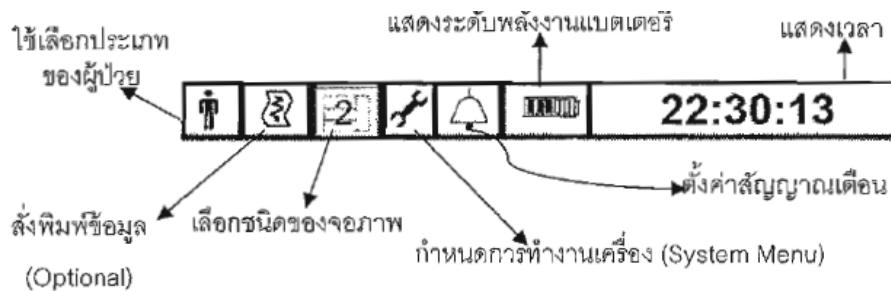 แสดงระดับพลังงานแบตเตอรี่
แสดงเวลา
ใช้เลือกประเภท
ของผู้ป่วย
2
22:30:13
ตั้งค่าสัญญาณเตือน
สั่งพิมพ์ข้อมูล
(Optional)
เลือกชนิดของจอภาพ
กำหนดการทำงานเครื่อง (System Menu)